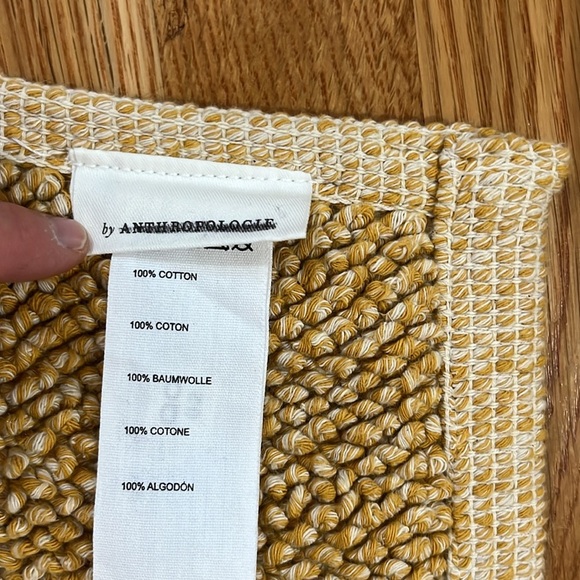 by ANTHROPOLOGIE
100% COTTON
100% COTON
100% BAUMWOLLE
100% COTONE
100% ALGODÓN